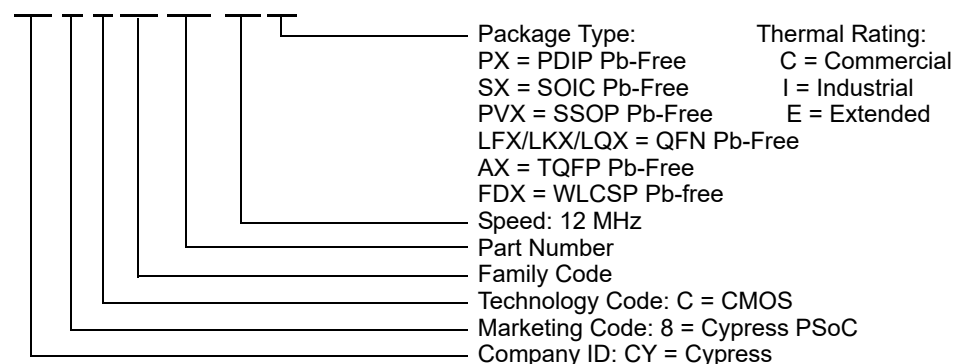 Package Type: Thermal Rating:
PX = PDIP Pb-Free C = Commercial
SX = SOIC Pb-Free I = Industrial
PVX = SSOP Pb-Free E = Extended
LFX/LKX/LQX = QFN Pb-Free
AX = TQFP Pb-Free
FDX = WLCSP Pb-free
Speed: 12 MHz
Part Number
Family Code
Technology Code: C = CMOS
Marketing Code: 8 = Cypress PSoC
Company ID: CY = Cypress